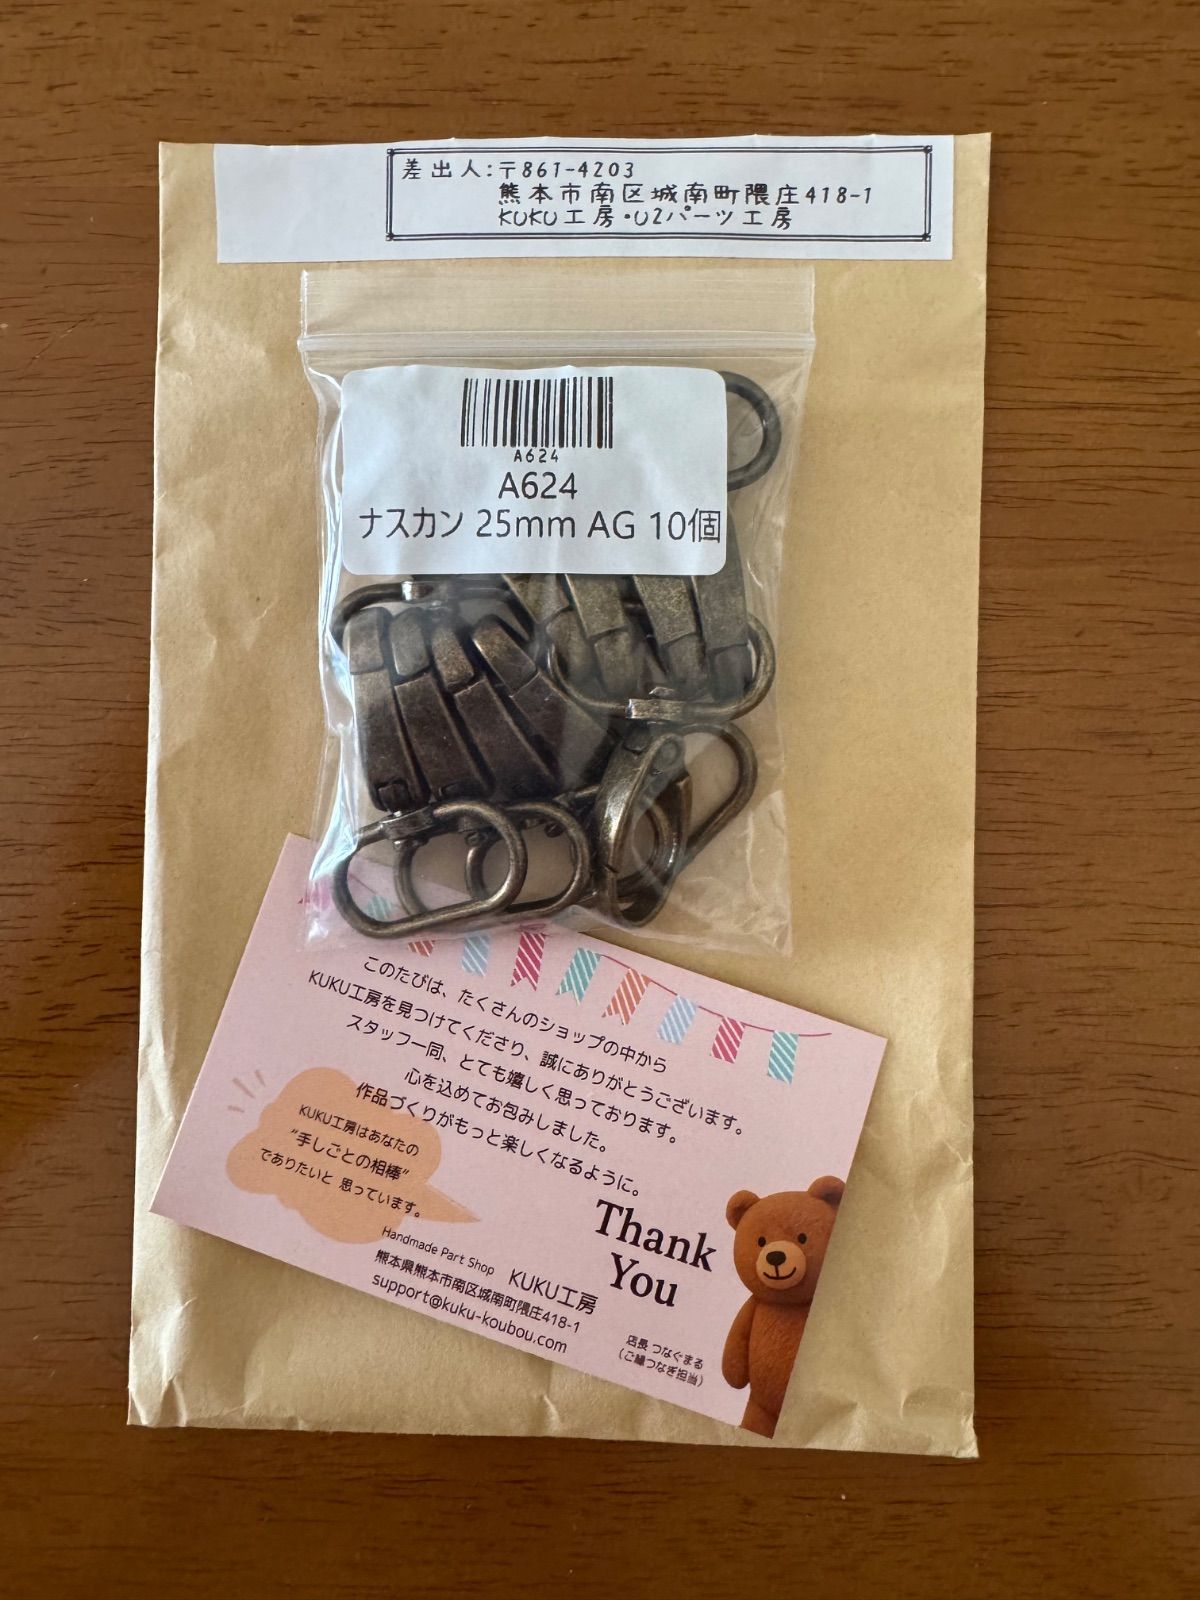 差出人:〒861-4203
熊本市南区城南町隈庄418-1
KUKU工房・U2パーツ工房
A624
A624
ナスカン 25mm AG 10個
このたびは、たくさんのショップの中から
KUKU工房を見つけてくださり、誠にありがとうございます。
スタッフ一同、とても嬉しく思っております。
心を込めてお包みしました。
作品づくりがもっと楽しくなるように。
KUKU工房はあなたの
"手しごとの相棒"
でありたいと 思っています。
Thank
You
Handmade Part Shop KUKU工房
熊本県熊本市南区城南町隈庄418-1
support@kuku-koubou.com
店長 つなぐまる
(ご縁つなぎ担当)